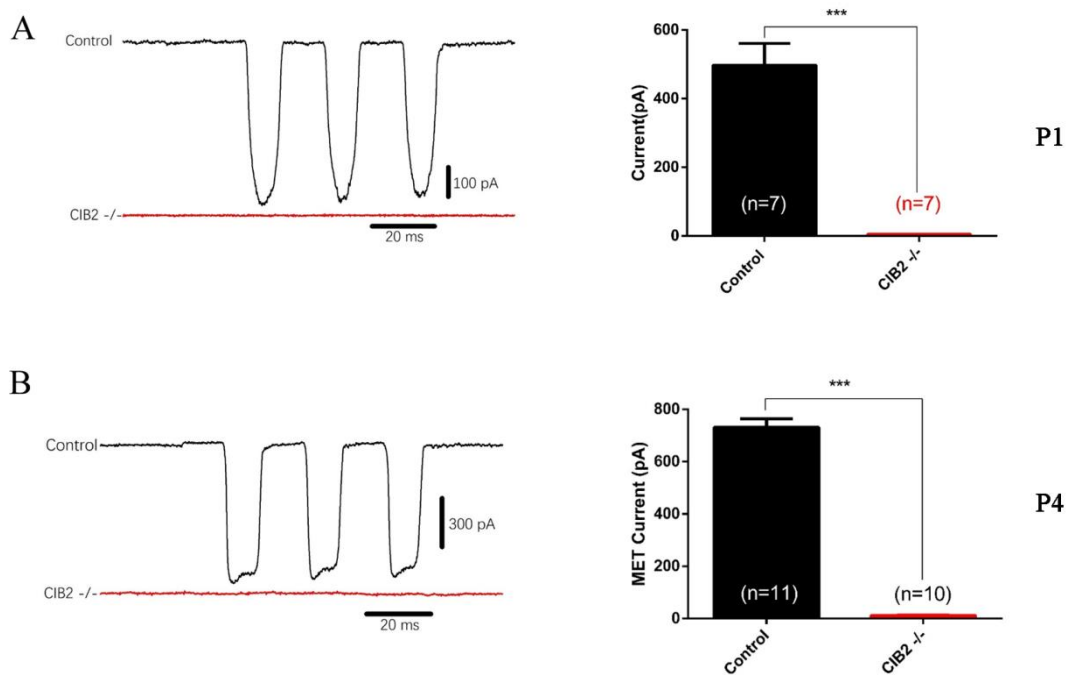 A
Control
CIB2 -/-
100 pA
20 ms
***
600
400
200
0
Current(pA)
(n=7)
(n=7)
Control
CIB2 -/-
P1
B
Control
CIB2 -/-
300 pA
20 ms
***
800
600
400
200
0
MET Current (pA)
(n=11)
(n=10)
Control
CIB2 -/-
P4